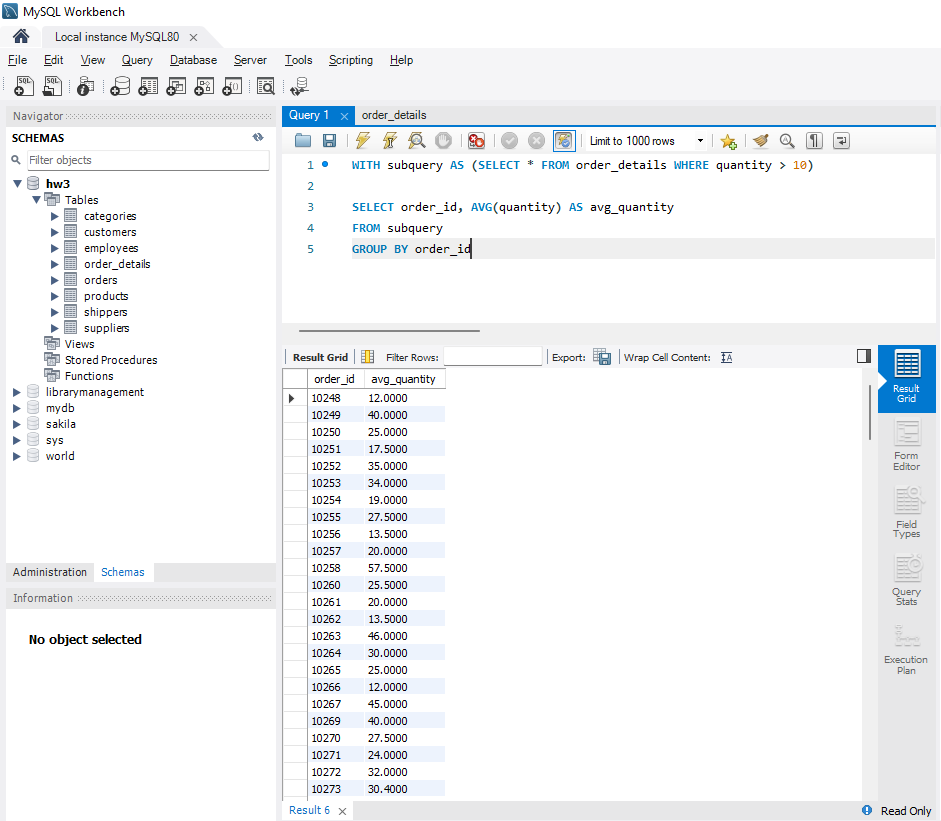 MySQL Workbench
Local instance MySQL80
File Edit View Query Database Server Tools Scripting Help
Navigator
SCHEMAS
Filter objects
hw3
Tables
categories
customers
employees
order_details
orders
products
shippers
suppliers
Views
Stored Procedures
Functions
librarymanagement
mydb
sakila
sys
world
Administration Schemas
Information
No object selected
Query 1 order_details
Limit to 1000 rows
1 WITH subquery AS (SELECT * FROM order_details WHERE quantity > 10)
2
3 SELECT order_id, AVG(quantity) AS avg_quantity
4 FROM subquery
5 GROUP BY order_id
Result Grid Filter Rows: Export: Wrap Cell Content:
order_id avg_quantity
10248 12.0000
10249 40.0000
10250 25.0000
10251 17.5000
10252 35.0000
10253 34.0000
10254 19.0000
10255 27.5000
10256 13.5000
10257 20.0000
10258 57.5000
10260 25.5000
10261 20.0000
10262 13.5000
10263 46.0000
10264 30.0000
10265 25.0000
10266 12.0000
10267 45.0000
10269 40.0000
10270 27.5000
10271 24.0000
10272 32.0000
10273 30.4000
Result
Grid
Form
Editor
Field
Types
Query
Stats
Execution
Plan
Result 6
Read Only